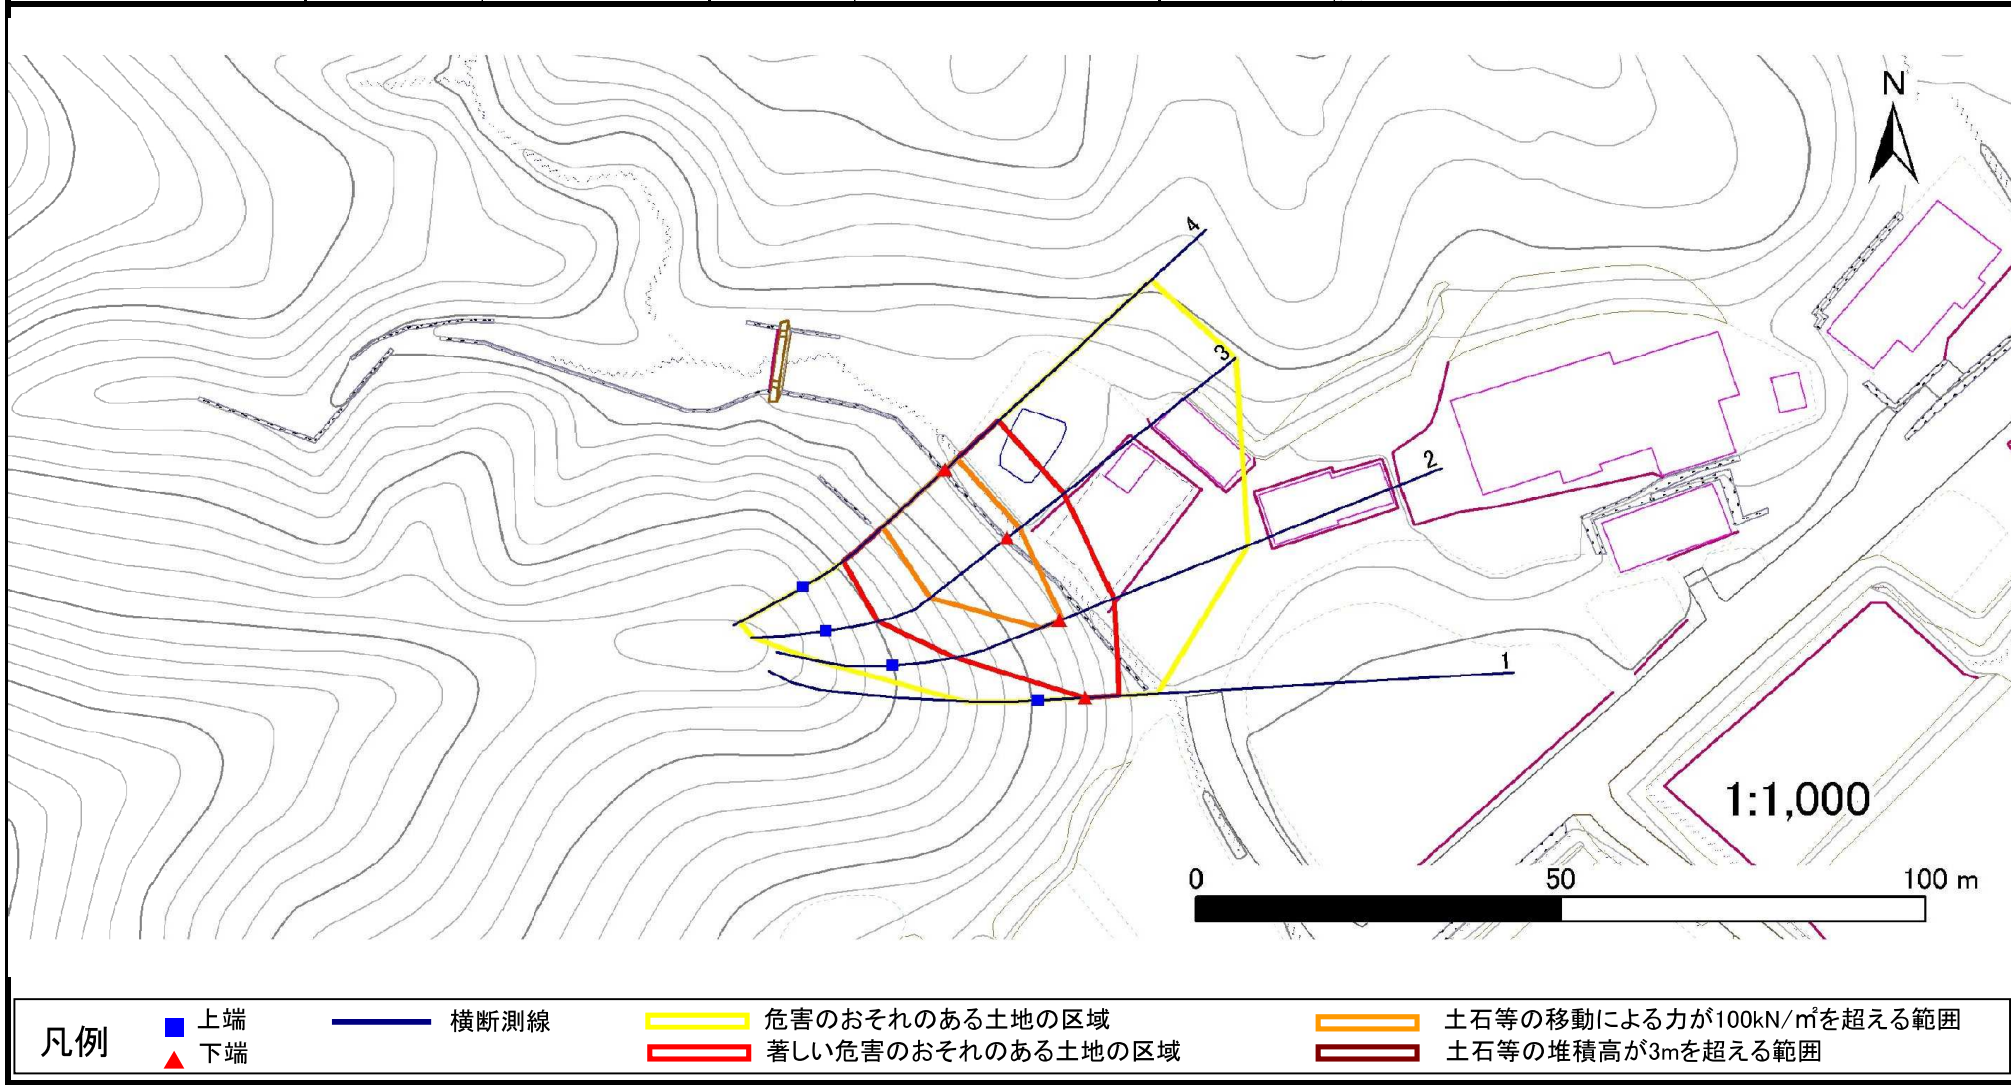 N
4
3
2
1
1:1,000
0 50 100 m
凡例
上端
下端
横断測線
危害のおそれのある土地の区域
著しい危害のおそれのある土地の区域
土石等の移動による力が100kN/㎡を超える範囲
土石等の堆積高が3mを超える範囲